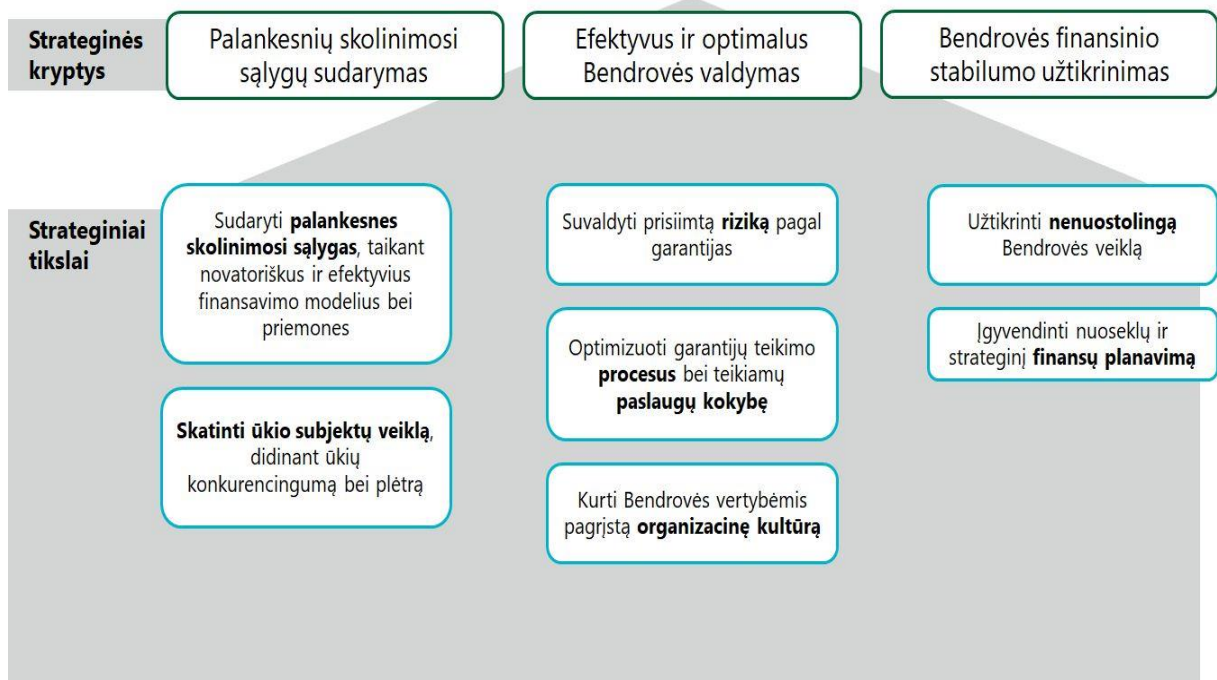 Strateginės
kryptys
Palankesnių skolinimosi
sąlygų sudarymas
Efektyvus ir optimalus
Bendrovės valdymas
Bendrovės finansinio
stabilumo užtikrinimas
Strateginiai
tikslai
Sudaryti palankesnes
skolinimosi sąlygas, taikant
novatoriškus ir efektyvius
finansavimo modelius bei
priemones
Skatinti ūkio subjektų veiklą,
didinant ūkių
konkurencingumą bei plėtrą
Suvaldyti prisiimtą riziką pagal
garantijas
Optimizuoti garantijų teikimo
procesus bei teikiamų
paslaugų kokybę
Kurti Bendrovės vertybėmis
pagrįstą organizacinę kultūrą
Užtikrinti nenuostolingą
Bendrovės veiklą
Įgyvendinti nuoseklų ir
strateginį finansų planavimą